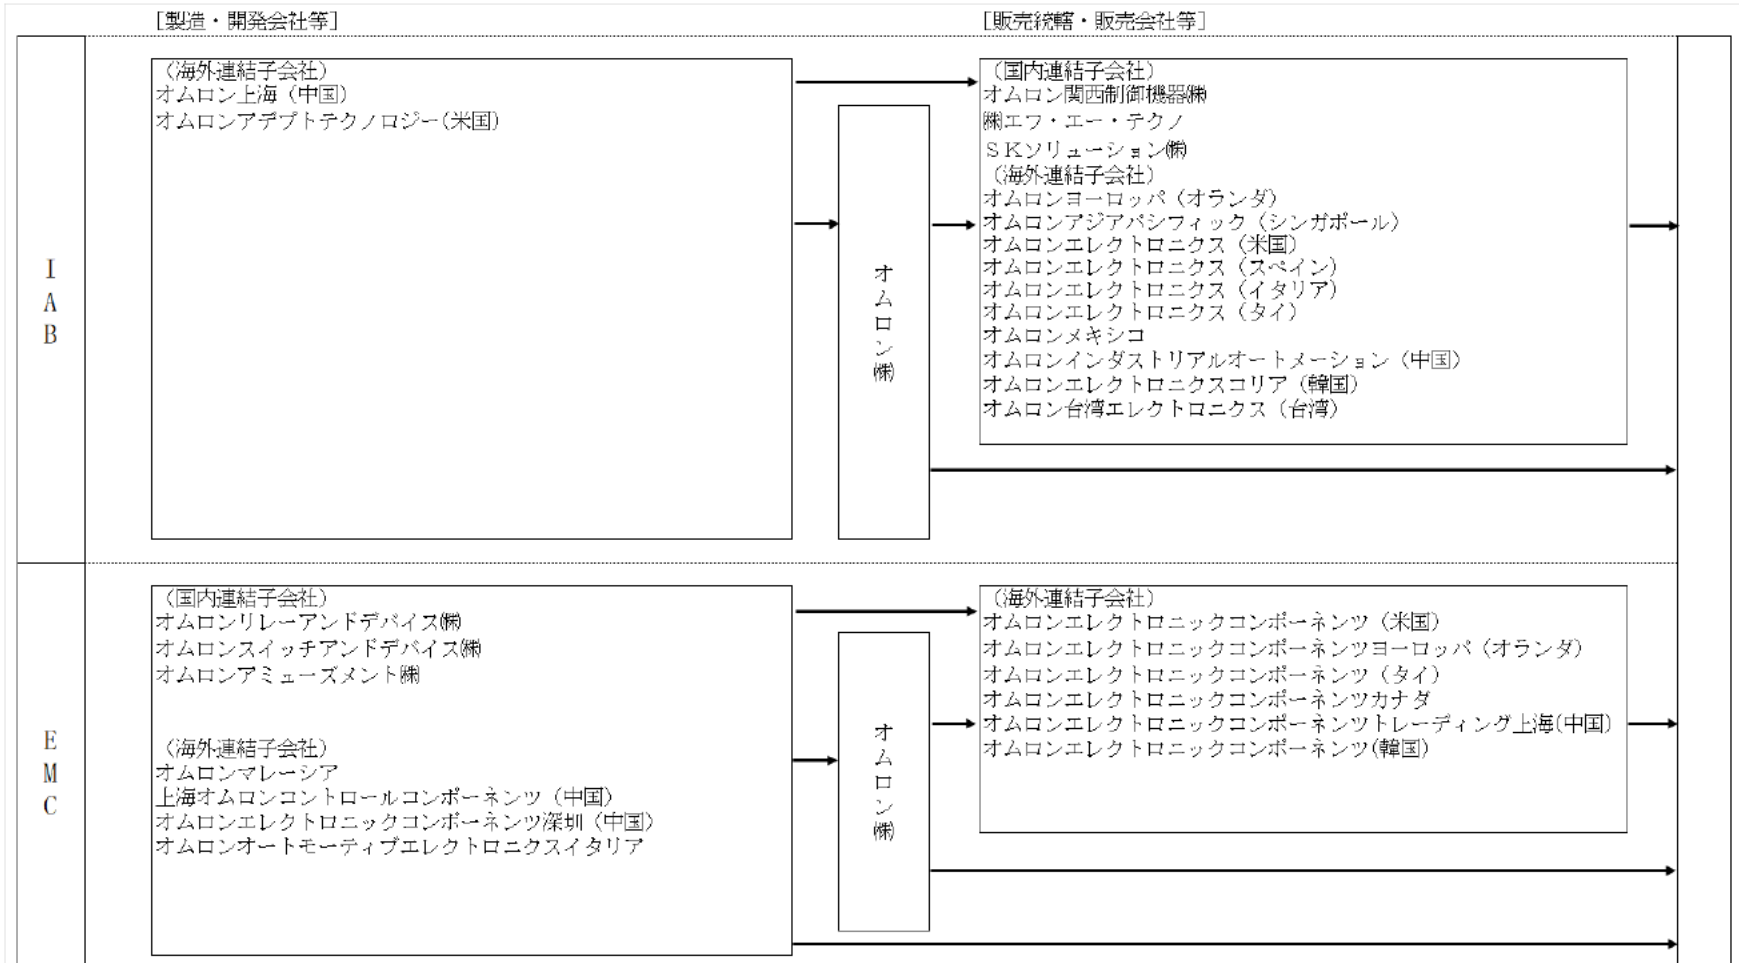 [製造・開発会社等]
[販売統轄・販売会社等]
IAB
(海外連結子会社)
オムロン上海(中国)
オムロンアデプトテクノロジー(米国)
オムロン㈱
(国内連結子会社)
オムロン関西制御機器㈱
㈱エフ・エー・テクノ
SKソリューション㈱
(海外連結子会社)
オムロンヨーロッパ(オランダ)
オムロンアジアパシフィック(シンガポール)
オムロンエレクトロニクス(米国)
オムロンエレクトロニクス(スペイン)
オムロンエレクトロニクス(イタリア)
オムロンエレクトロニクス(タイ)
オムロンメキシコ
オムロンインダストリアルオートメーション(中国)
オムロンエレクトロニクスコリア(韓国)
オムロン台湾エレクトロニクス(台湾)
EMC
(国内連結子会社)
オムロンリレーアンドデバイス㈱
オムロンスイッチアンドデバイス㈱
オムロンアミューズメント㈱
(海外連結子会社)
オムロンマレーシア
上海オムロンコントロールコンポーネンツ(中国)
オムロンエレクトロニックコンポーネンツ深圳(中国)
オムロンオートモーティブエレクトロニクスイタリア
オムロン㈱
(海外連結子会社)
オムロンエレクトロニックコンポーネンツ(米国)
オムロンエレクトロニックコンポーネンツヨーロッパ(オランダ)
オムロンエレクトロニックコンポーネンツ(タイ)
オムロンエレクトロニックコンポーネンツカナダ
オムロンエレクトロニックコンポーネンツトレーディング上海(中国)
オムロンエレクトロニックコンポーネンツ(韓国)